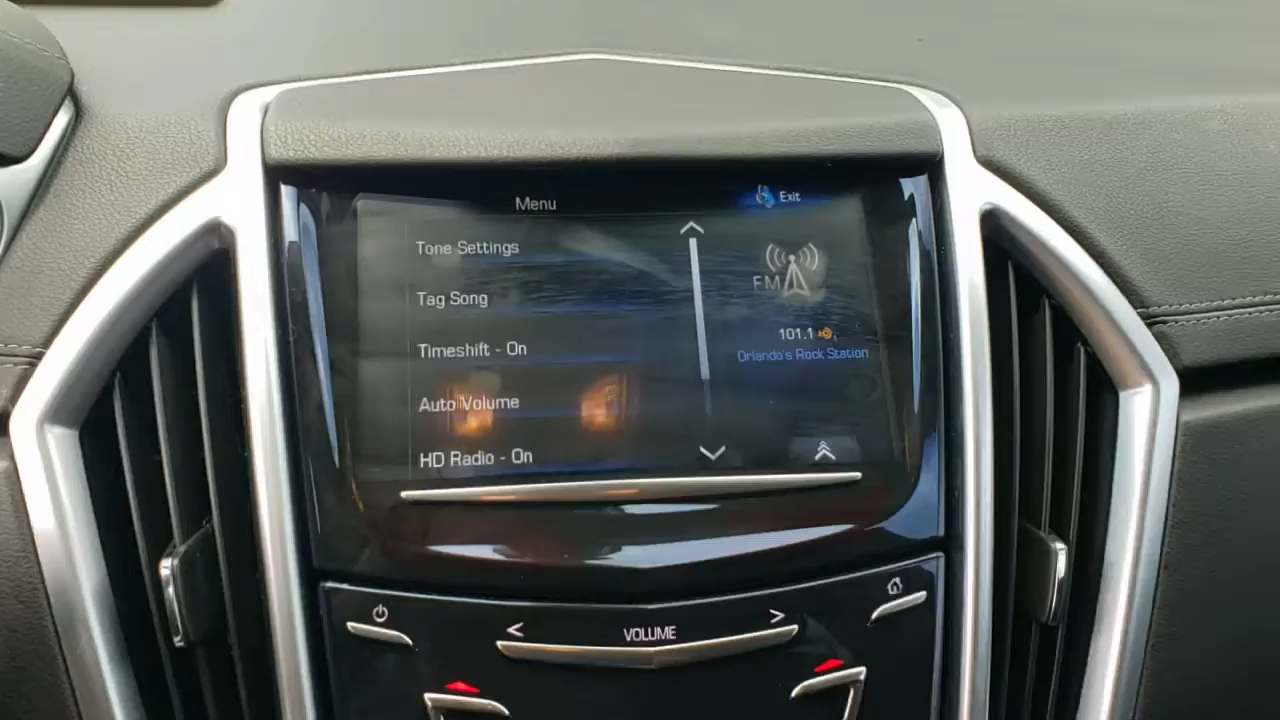 Menu
Exit
Tone Settings
Tag Song
Timeshift - On
Auto Volume
HD Radio - On
FM
101.1
Orlando's Rock Station
VOLUME